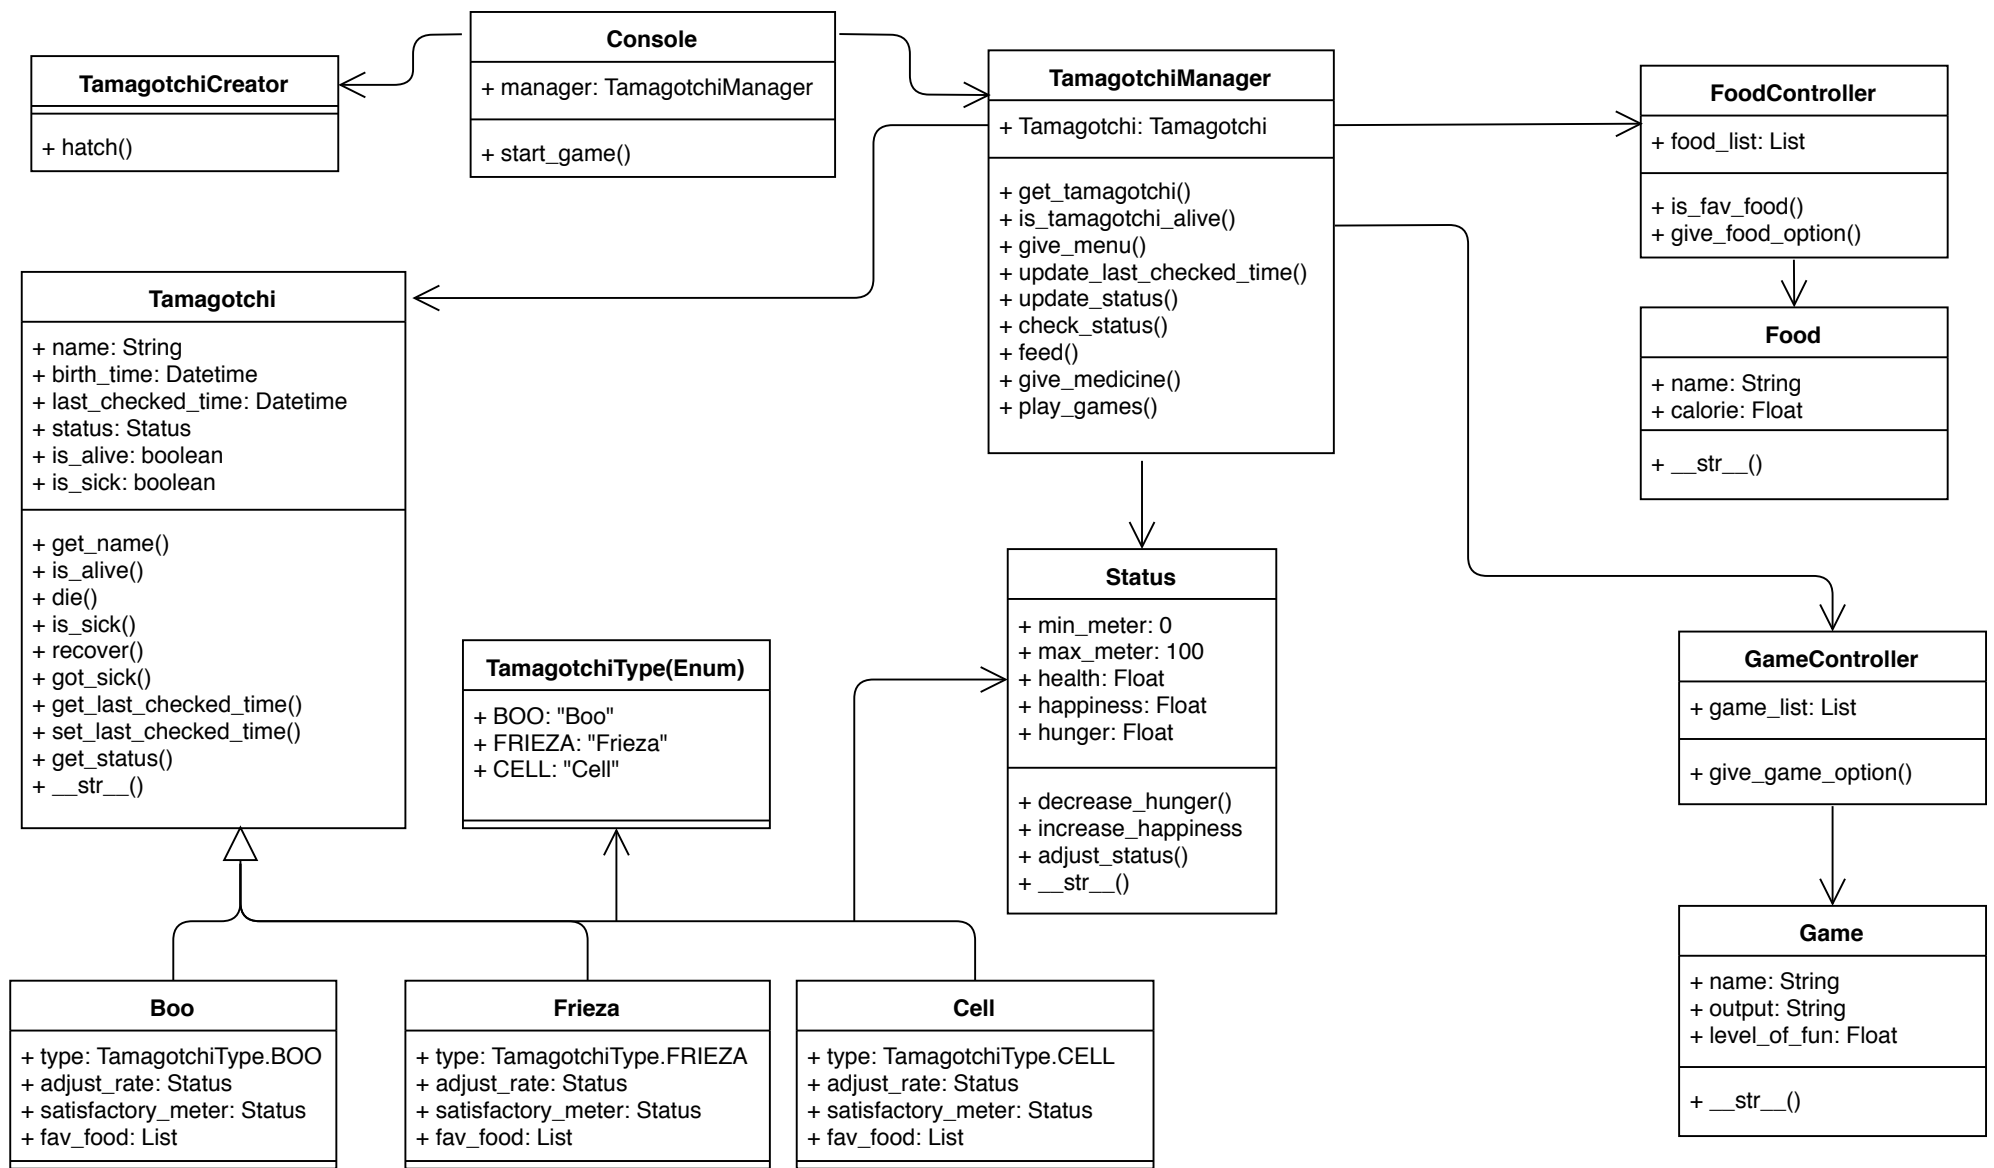 TamagotchiCreator
+ hatch()
Console
+ manager: TamagotchiManager
+ start_game()
TamagotchiManager
+ Tamagotchi: Tamagotchi
+ get_tamagotchi()
+ is_tamagotchi_alive()
+ give_menu()
+ update_last_checked_time()
+ update_status()
+ check_status()
+ feed()
+ give_medicine()
+ play_games()
FoodController
+ food_list: List
+ is_fav_food()
+ give_food_option()
Food
+ name: String
+ calorie: Float
+ __str__()
Tamagotchi
+ name: String
+ birth_time: Datetime
+ last_checked_time: Datetime
+ status: Status
+ is_alive: boolean
+ is_sick: boolean
+ get_name()
+ is_alive()
+ die()
+ is_sick()
+ recover()
+ got_sick()
+ get_last_checked_time()
+ set_last_checked_time()
+ get_status()
+ __str__()
TamagotchiType(Enum)
+ BOO: "Boo"
+ FRIEZA: "Frieza"
+ CELL: "Cell"
Status
+ min_meter: 0
+ max_meter: 100
+ health: Float
+ happiness: Float
+ hunger: Float
+ decrease_hunger()
+ increase_happiness
+ adjust_status()
+ __str__()
GameController
+ game_list: List
+ give_game_option()
Game
+ name: String
+ output: String
+ level_of_fun: Float
+ __str__()
Boo
+ type: TamagotchiType.BOO
+ adjust_rate: Status
+ satisfactory_meter: Status
+ fav_food: List
Frieza
+ type: TamagotchiType.FRIEZA
+ adjust_rate: Status
+ satisfactory_meter: Status
+ fav_food: List
Cell
+ type: TamagotchiType.CELL
+ adjust_rate: Status
+ satisfactory_meter: Status
+ fav_food: List